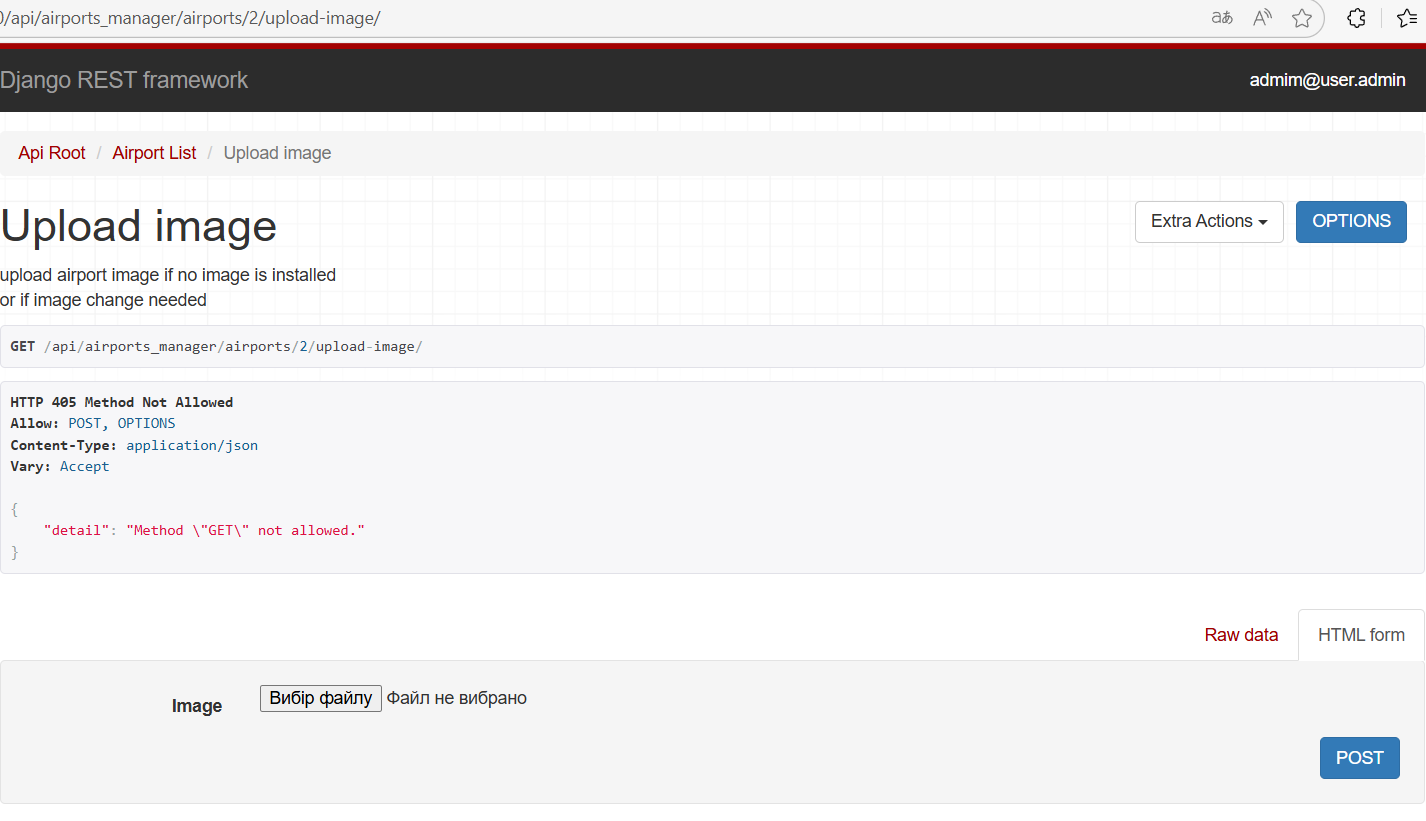 0/api/airports_manager/airports/2/upload-image/
Django REST framework
admim@user.admin
Api Root / Airport List / Upload image
Upload image
Extra Actions
OPTIONS
upload airport image if no image is installed
or if image change needed
GET /api/airports_manager/airports/2/upload-image/
HTTP 405 Method Not Allowed
Allow: POST, OPTIONS
Content-Type: application/json
Vary: Accept
{
"detail": "Method \"GET\" not allowed."
}
Raw data
HTML form
Image
Вибір файлу Файл не вибрано
POST